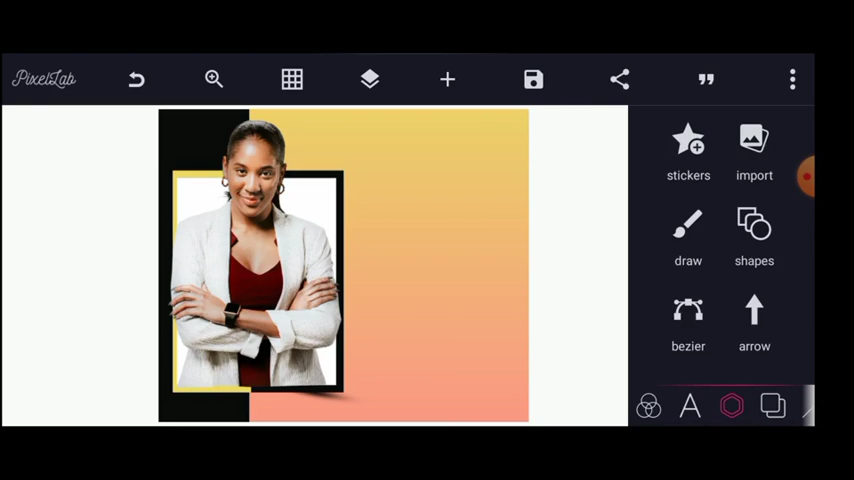 PixelLab
stickers
import
draw
shapes
bezier
arrow